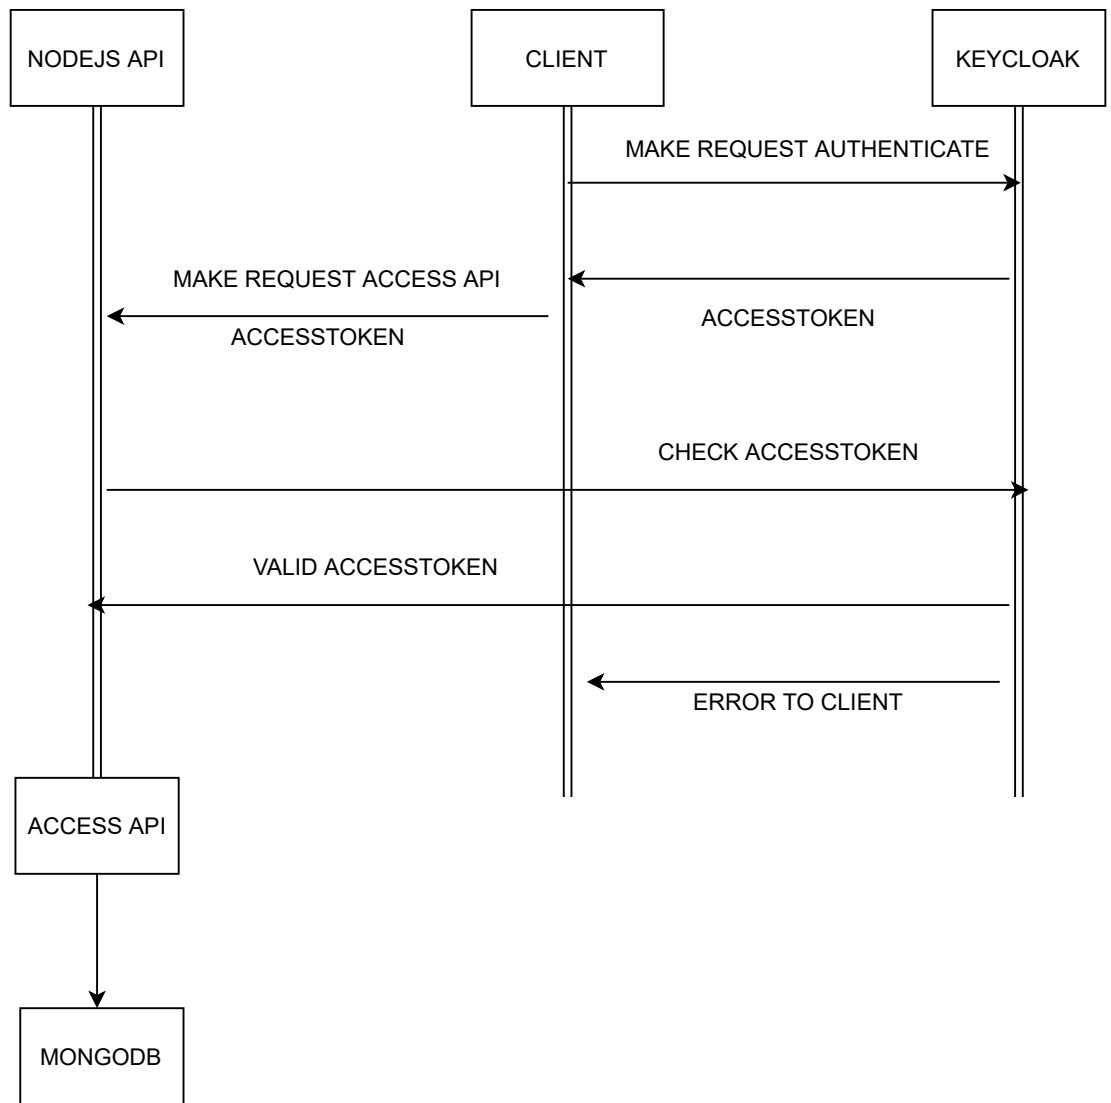 NODEJS API
CLIENT
KEYCLOAK
MAKE REQUEST AUTHENTICATE
MAKE REQUEST ACCESS API
ACCESSTOKEN
ACCESSTOKEN
CHECK ACCESSTOKEN
VALID ACCESSTOKEN
ERROR TO CLIENT
ACCESS API
MONGODB